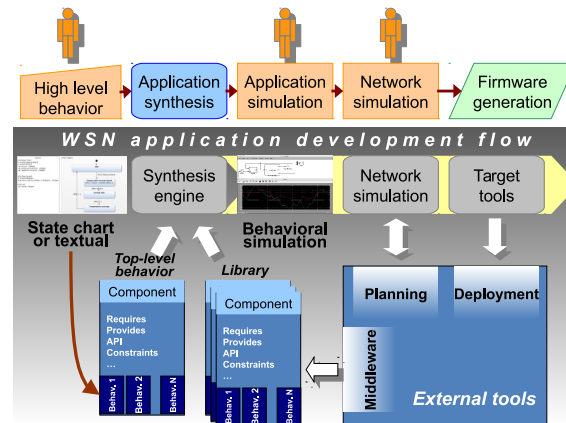 High level
behavior
Application
synthesis
Application
simulation
Network
simulation
Firmware
generation
WSN application development flow
Synthesis
engine
Network
simulation
Target
tools
State chart
or textual
Behavioral
simulation
Top-level
behavior
Library
Component
Requires
Provides
API
Constraints
...
Behav. 1
Behav. 2
Behav. N
Component
Requires
Provides
API
Constraints
...
Behav. 1
Behav. 2
Behav. N
Planning
Deployment
Middleware
External tools